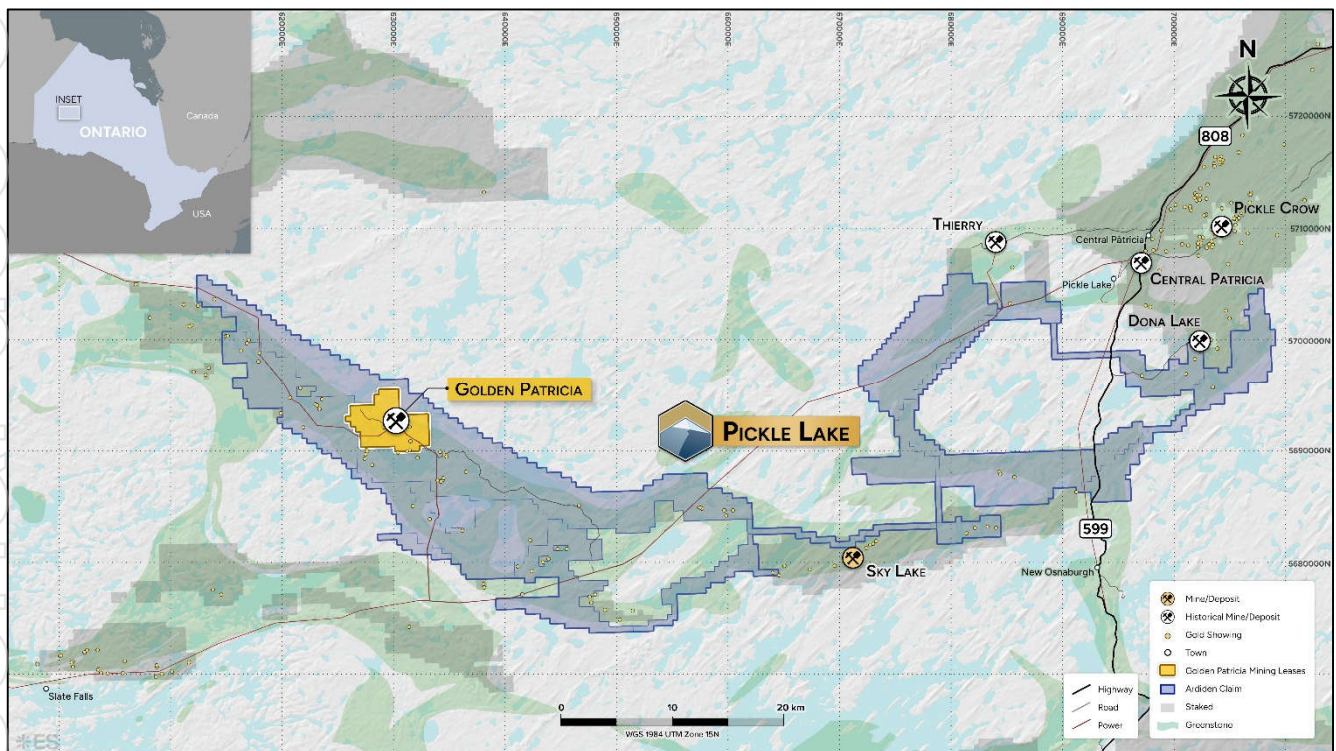 INSET
ONTARIO
Canada
USA
N
5720000N
808
PICKLE CROW
THIERRY
Central Patricia
5710000N
CENTRAL PATRICIA
Pickle Lake
DONA LAKE
5700000N
GOLDEN PATRICIA
PICKLE LAKE
5690000N
599
SKY LAKE
New Osnaburgh
5680000N
Slate Falls
Mine/Deposit
Historical Mine/Deposit
Gold Showing
Town
Golden Patricia Mining Leases
Ardiden Claim
Staked
Greenstone
Highway
Road
Power
0 10 20 km
WGS 1984 UTM Zone 15N
ES